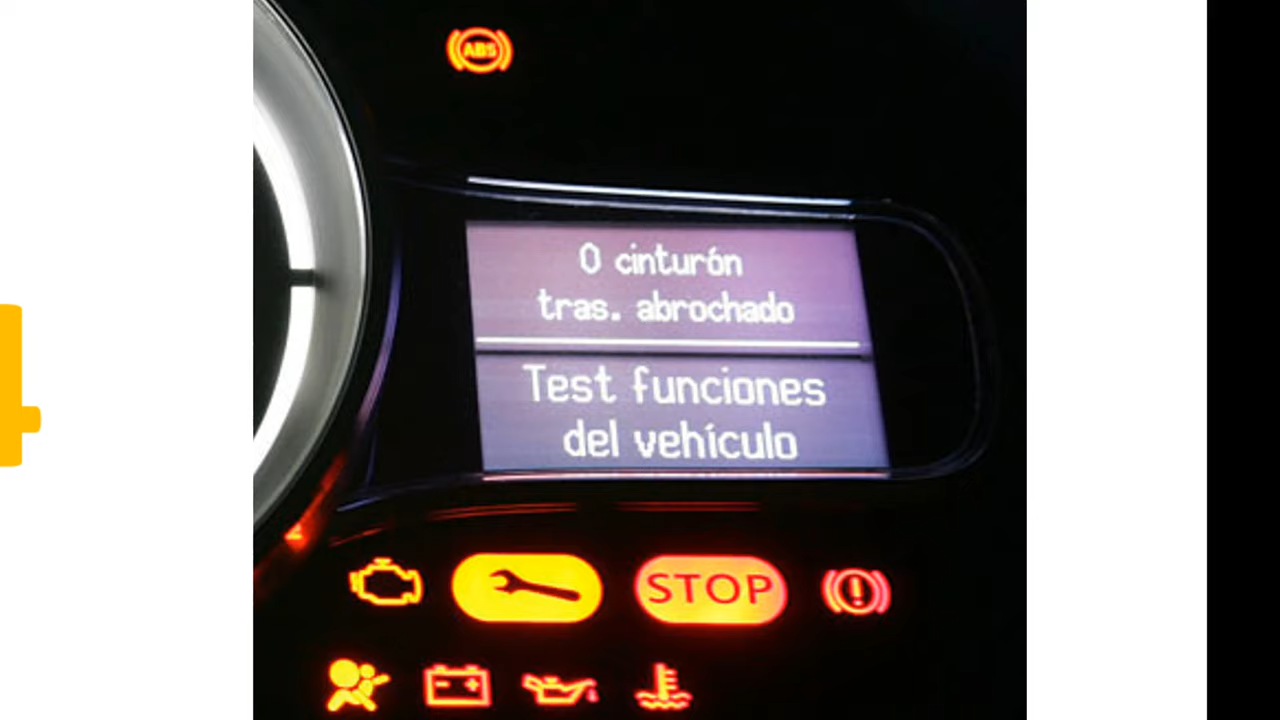 ABS
0 cinturón
tras. abrochado
Test funciones
del vehículo
STOP